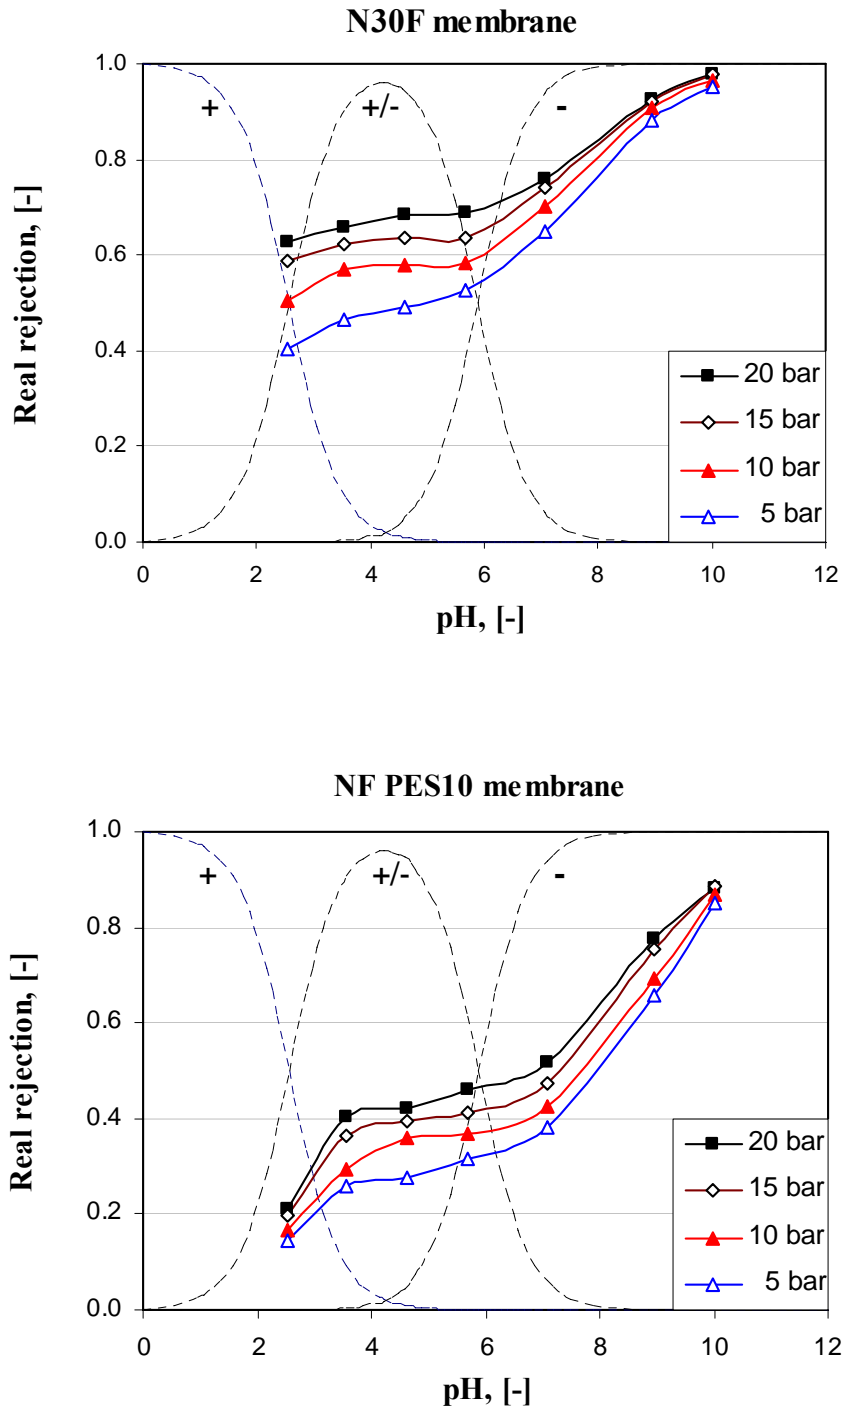 N30F membrane
1.0
+
+/-
-
0.8
0.6
0.4
0.2
0.0
Real rejection, [-]
20 bar
15 bar
10 bar
5 bar
0 2 4 6 8 10 12
pH, [-]
NF PES10 membrane
1.0
+
+/-
-
0.8
0.6
0.4
0.2
0.0
Real rejection, [-]
20 bar
15 bar
10 bar
5 bar
0 2 4 6 8 10 12
pH, [-]